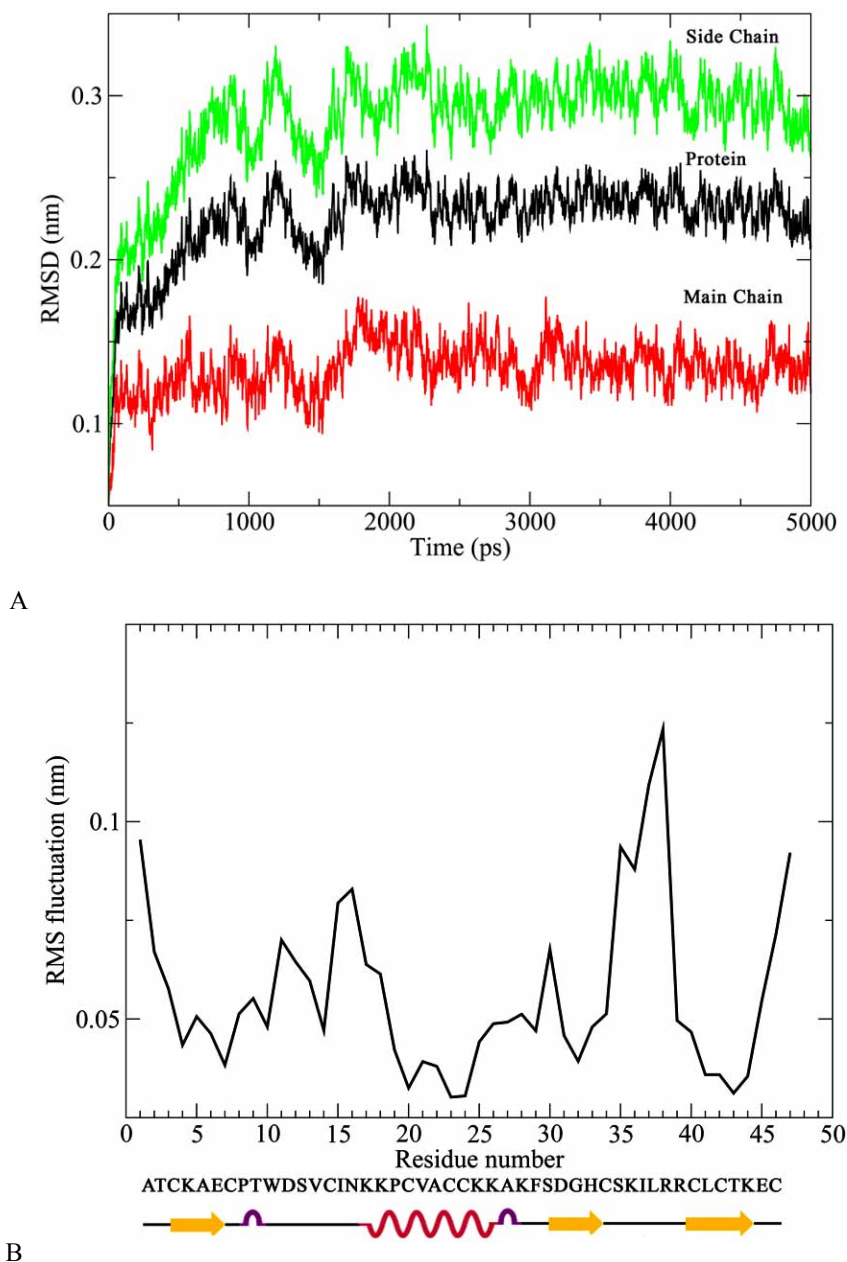 Side Chain
0.3
Protein
RMSD (nm)
0.2
Main Chain
0.1
0 1000 2000 3000 4000 5000
Time (ps)
A
RMS fluctuation (nm)
0.1
0.05
0 5 10 15 20 25 30 35 40 45 50
Residue number
ATCKAECPTWDSVCINKKPCVACCKKAKFSDGHCSKILRRCLCTKEC
B